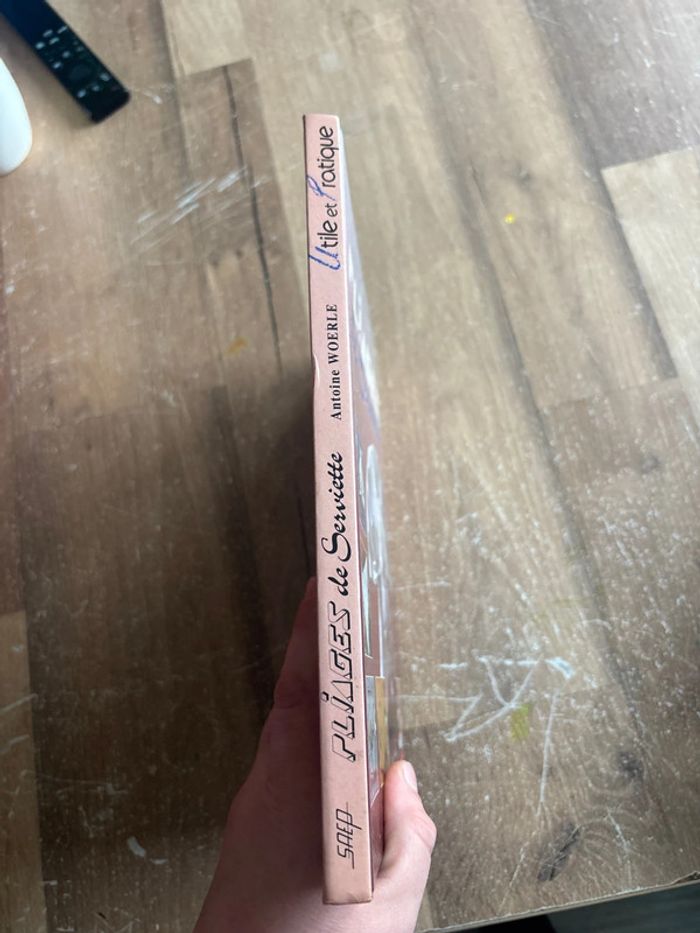 SAEP
PLIAGES de Serviette
Antoine WOERLE
Utile et Pratique